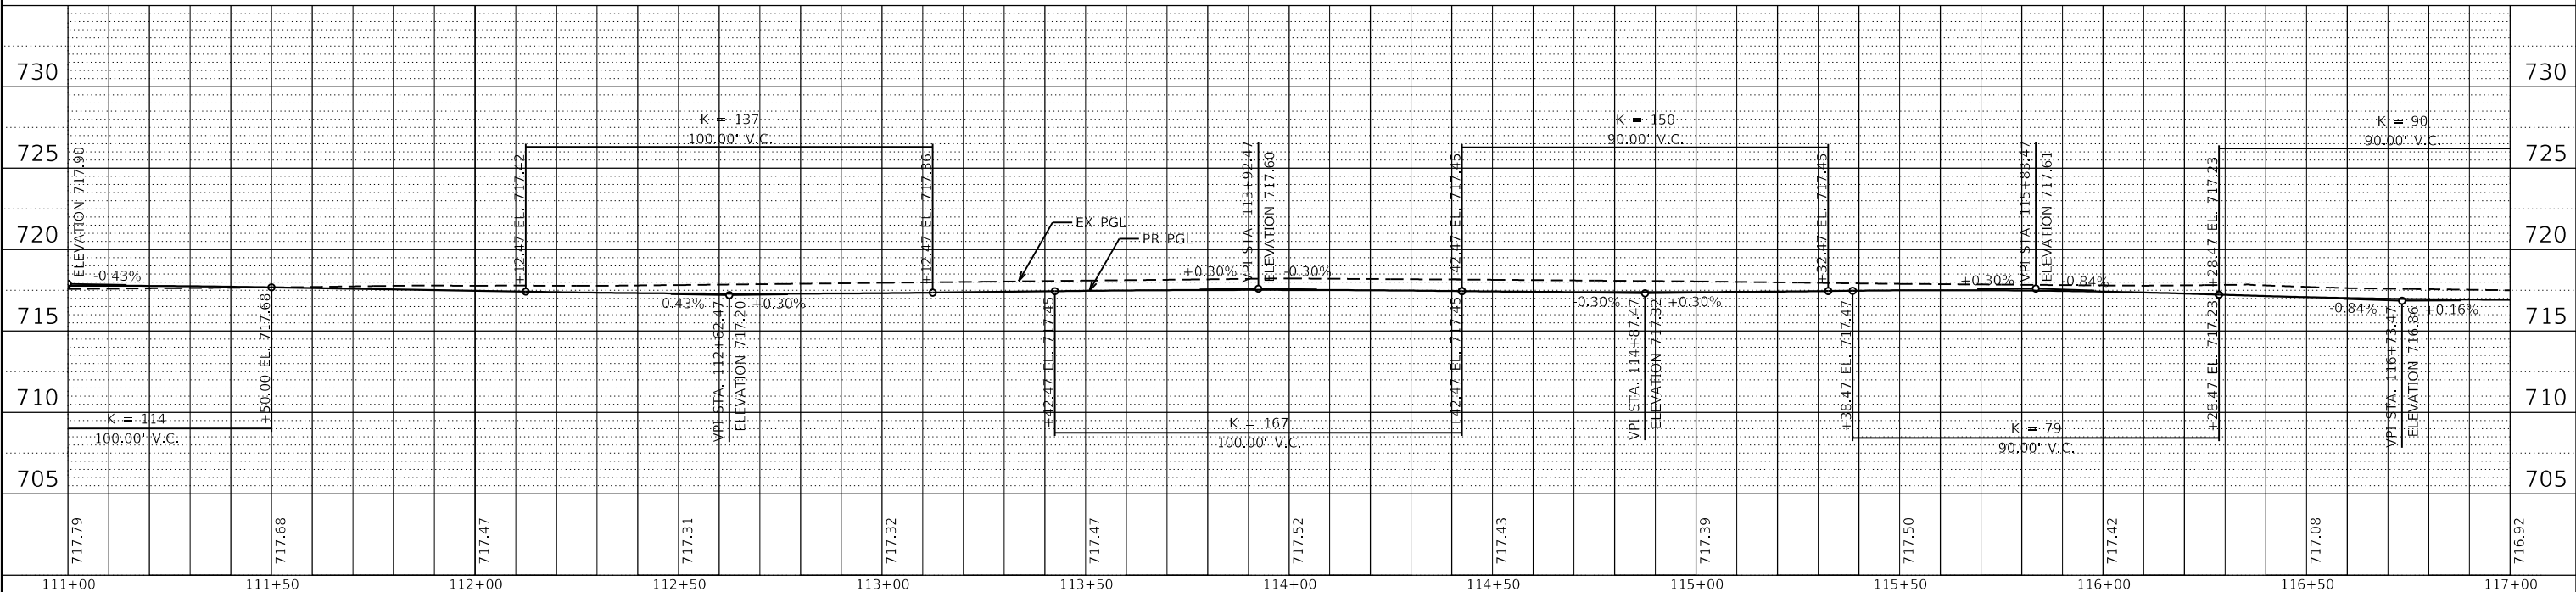 730
725
720
715
710
705
730
725
720
715
710
705
ELEVATION 717.90
-0.43%
K = 114
100.00' V.C.
+50.00 EL. 717.68
+12.47 EL. 717.42
K = 137
100.00' V.C.
-0.43%
+0.30%
VPI STA. 112+62.47
ELEVATION 717.20
+12.47 EL. 717.36
EX PGL
PR PGL
+42.47 EL. 717.45
+0.30%
-0.30%
VPI STA. 113+92.47
ELEVATION 717.60
K = 167
100.00' V.C.
+42.47 EL. 717.45
+42.47 EL. 717.45
K = 150
90.00' V.C.
-0.30%
+0.30%
VPI STA. 114+87.47
ELEVATION 717.32
+32.47 EL. 717.45
+38.47 EL. 717.47
+0.30%
-0.84%
VPI STA. 115+83.47
ELEVATION 717.61
K = 79
90.00' V.C.
+28.47 EL. 717.23
+28.47 EL. 717.23
K = 90
90.00' V.C.
-0.84%
+0.16%
VPI STA. 116+73.47
ELEVATION 716.86
717.79
717.68
717.47
717.31
717.32
717.47
717.52
717.43
717.39
717.50
717.42
717.08
716.92
111+00
111+50
112+00
112+50
113+00
113+50
114+00
114+50
115+00
115+50
116+00
116+50
117+00